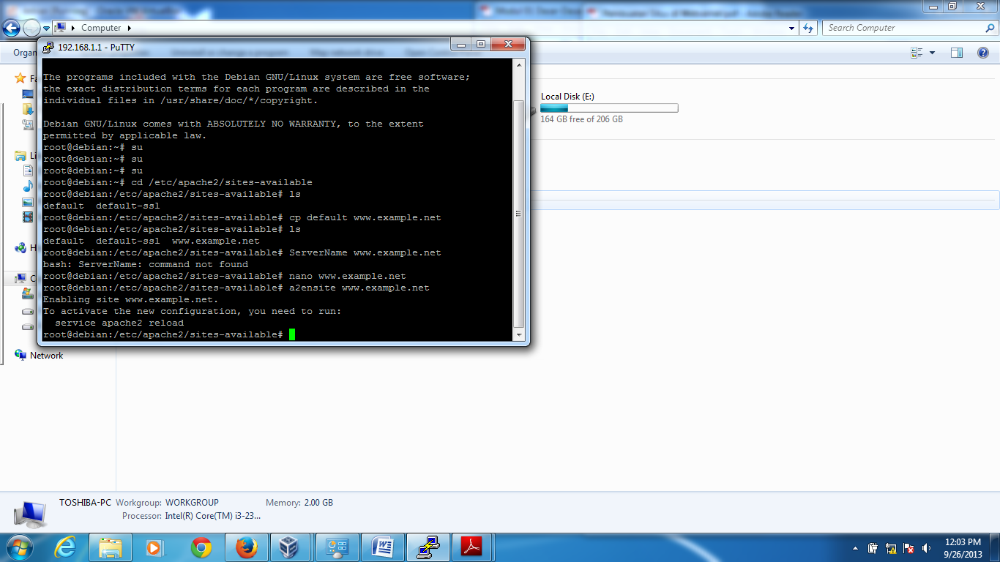 Computer
Search Computer
192.168.1.1 - PuTTY
Organ
Fa
Li
H
C
Network
The programs included with the Debian GNU/Linux system are free software;
the exact distribution terms for each program are described in the
individual files in /usr/share/doc/*/copyright.
Debian GNU/Linux comes with ABSOLUTELY NO WARRANTY, to the extent
permitted by applicable law.
root@debian:~# su
root@debian:~# su
root@debian:~# su
root@debian:~# cd /etc/apache2/sites-available
root@debian:/etc/apache2/sites-available# ls
default  default-ssl
root@debian:/etc/apache2/sites-available# cp default www.example.net
root@debian:/etc/apache2/sites-available# ls
default  default-ssl  www.example.net
root@debian:/etc/apache2/sites-available# ServerName www.example.net
bash: ServerName: command not found
root@debian:/etc/apache2/sites-available# nano www.example.net
root@debian:/etc/apache2/sites-available# a2ensite www.example.net
Enabling site www.example.net.
To activate the new configuration, you need to run:
  service apache2 reload
root@debian:/etc/apache2/sites-available#
Local Disk (E:)
164 GB free of 206 GB
TOSHIBA-PC Workgroup: WORKGROUP Memory: 2.00 GB
Processor: Intel(R) Core(TM) i3-23...
12:03 PM
9/26/2013